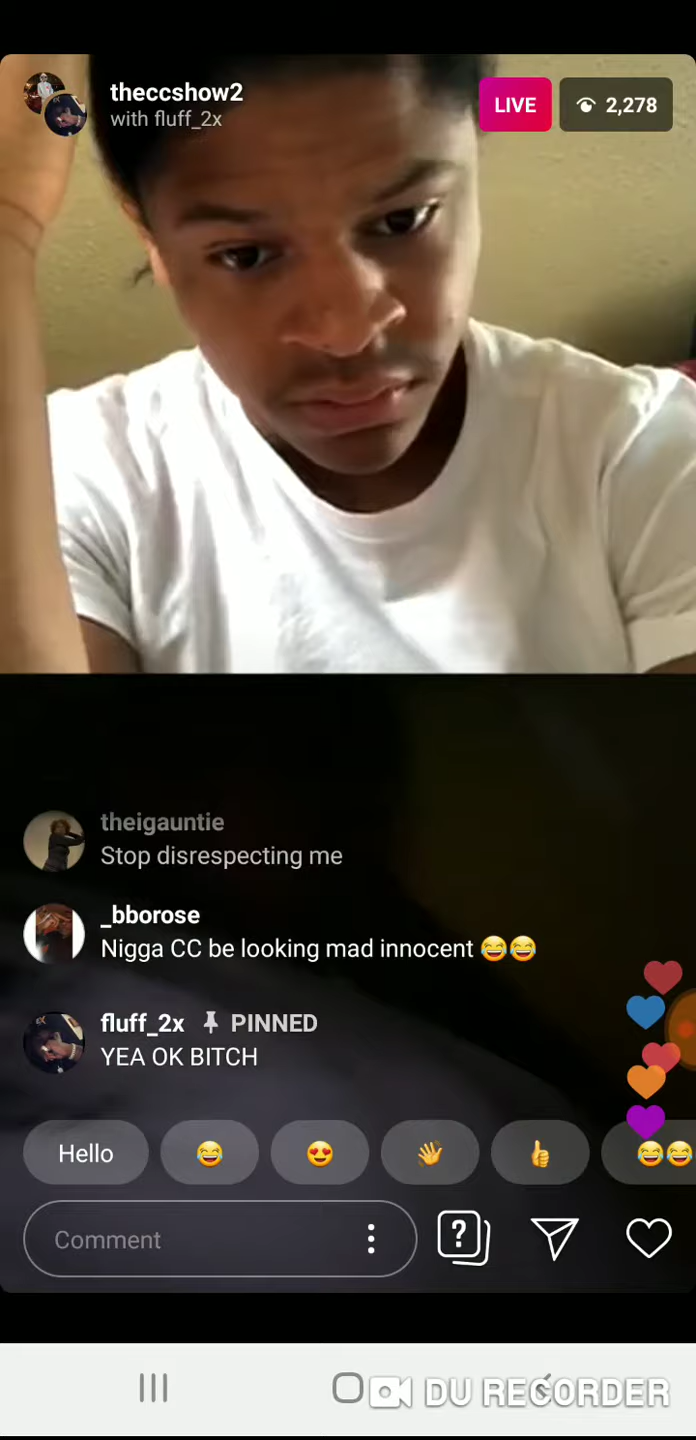 theccshow2
with fluff_2x
LIVE
2,278
theigauntie
Stop disrespecting me
_bborose
Nigga CC be looking mad innocent 😂😂
fluff_2x PINNED
YEA OK BITCH
Hello
Comment
DU RECORDER